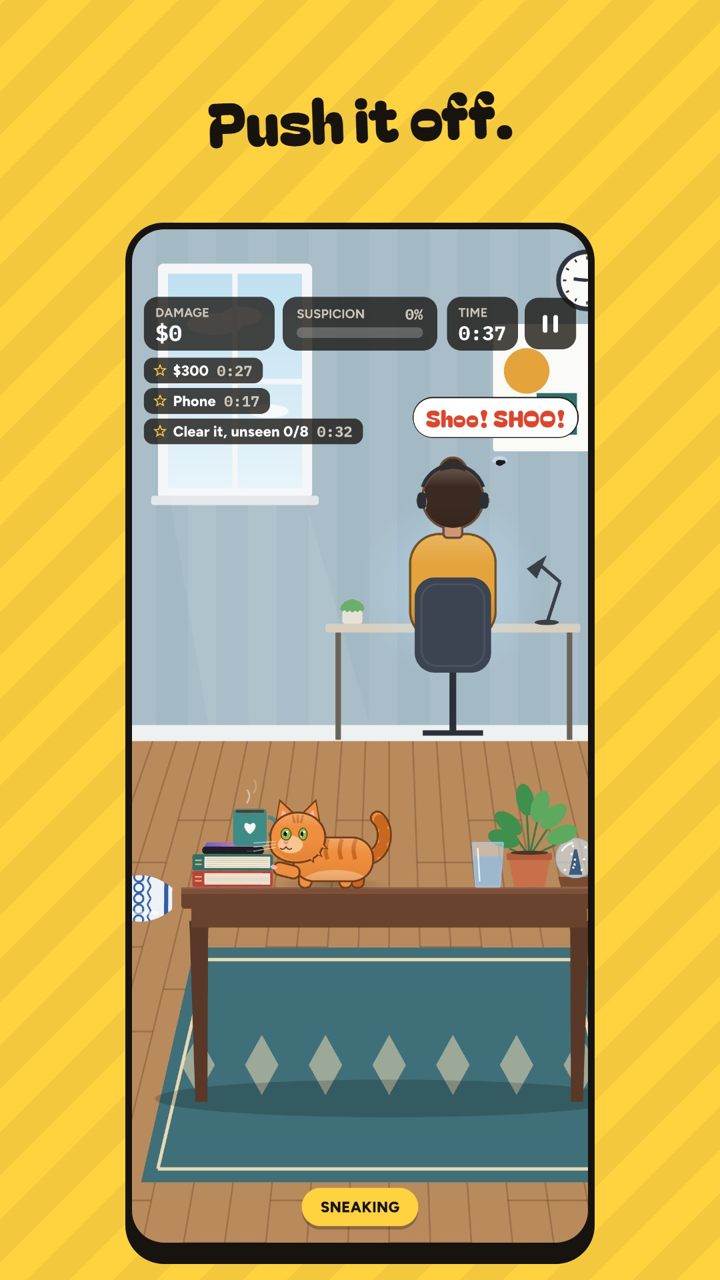 Push it off.
DAMAGE
$0
SUSPICION 0%
TIME
0:37
$300 0:27
Phone 0:17
Clear it, unseen 0/8 0:32
Shoo! SHOO!
SNEAKING